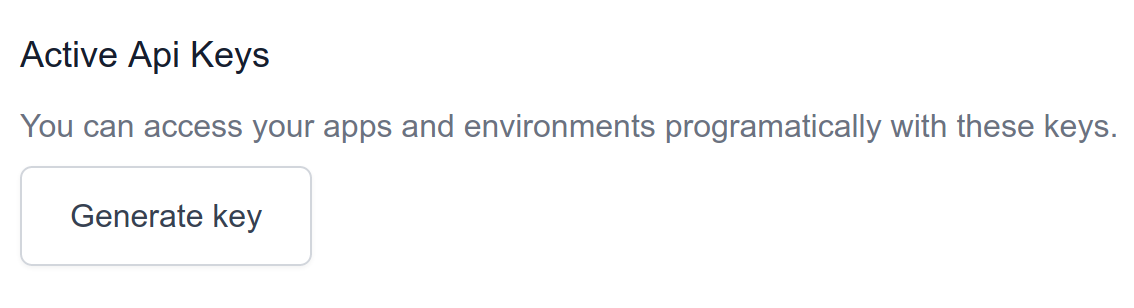 Active Api Keys
You can access your apps and environments programatically with these keys.
Generate key